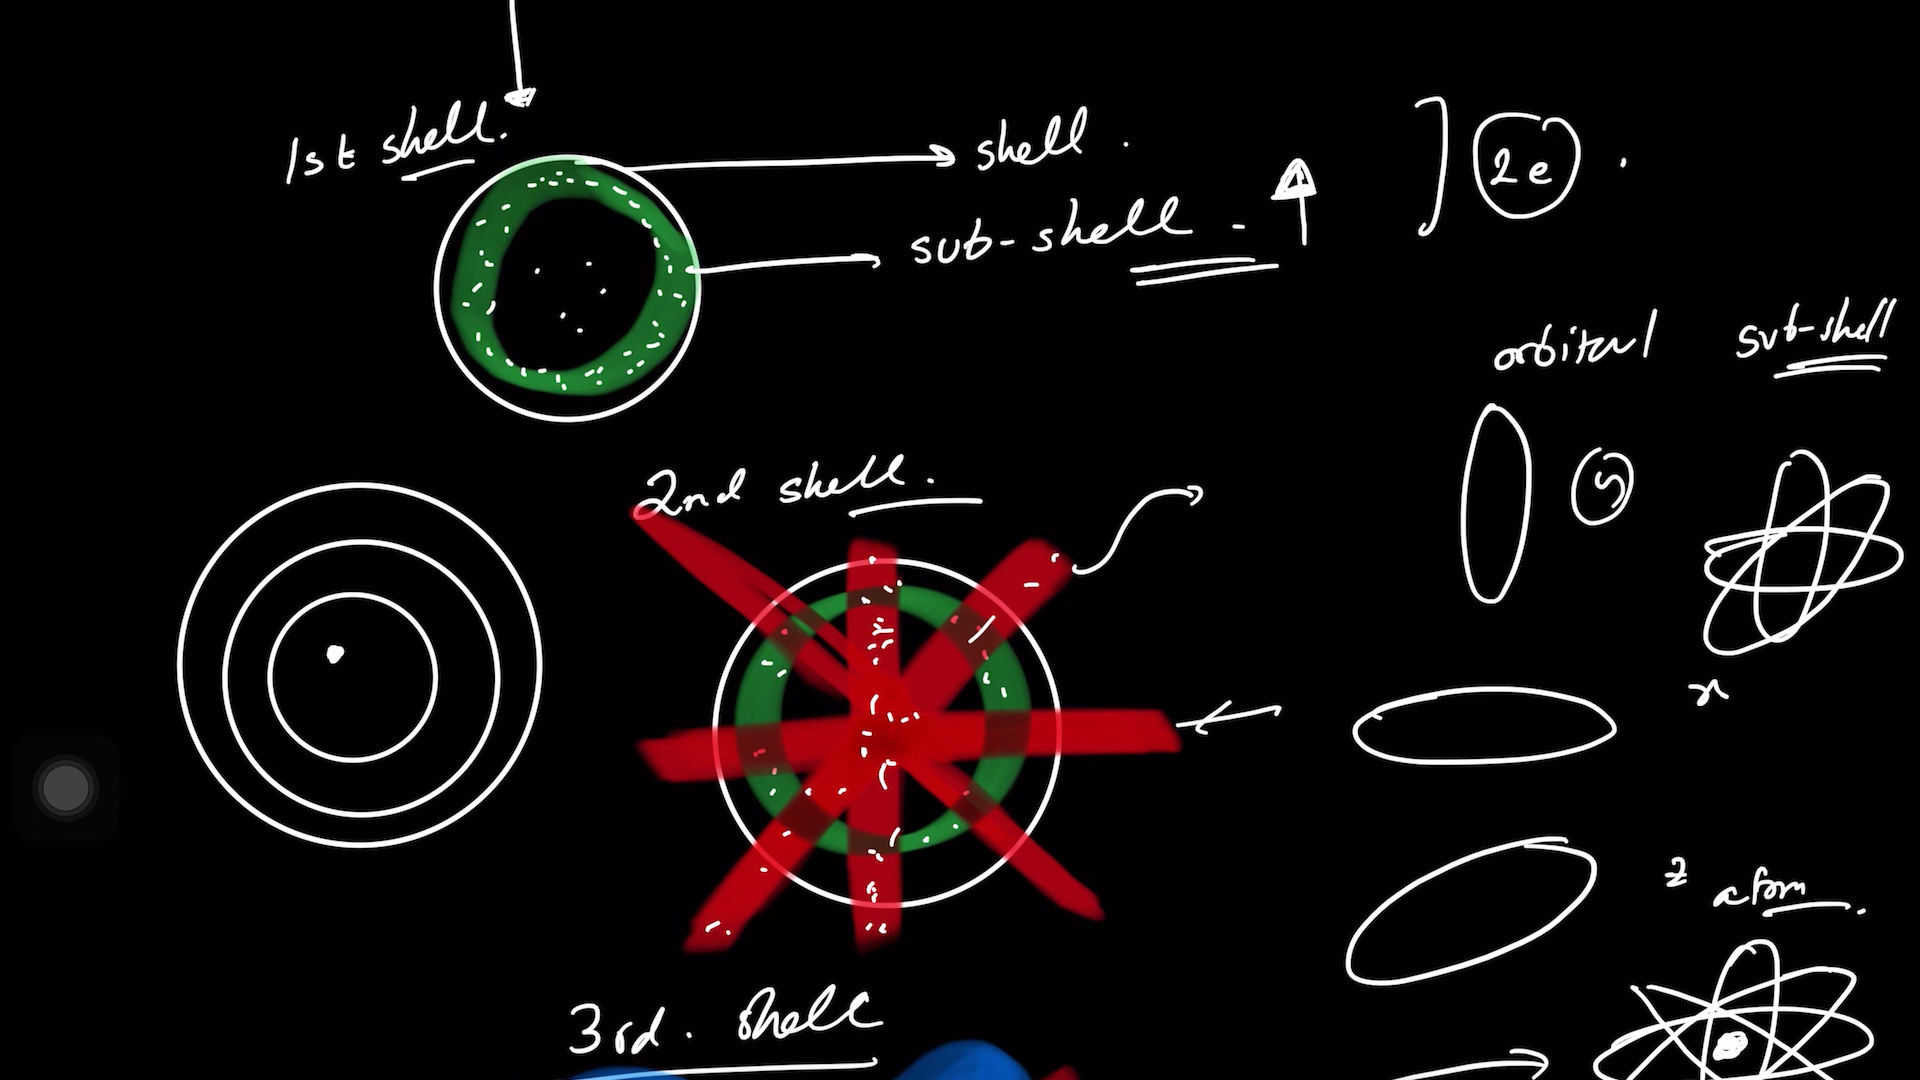 1st shell.
shell.
2e
sub-shell -
orbital sub-shell
2nd shell.
x
z
atom.
3rd. shell